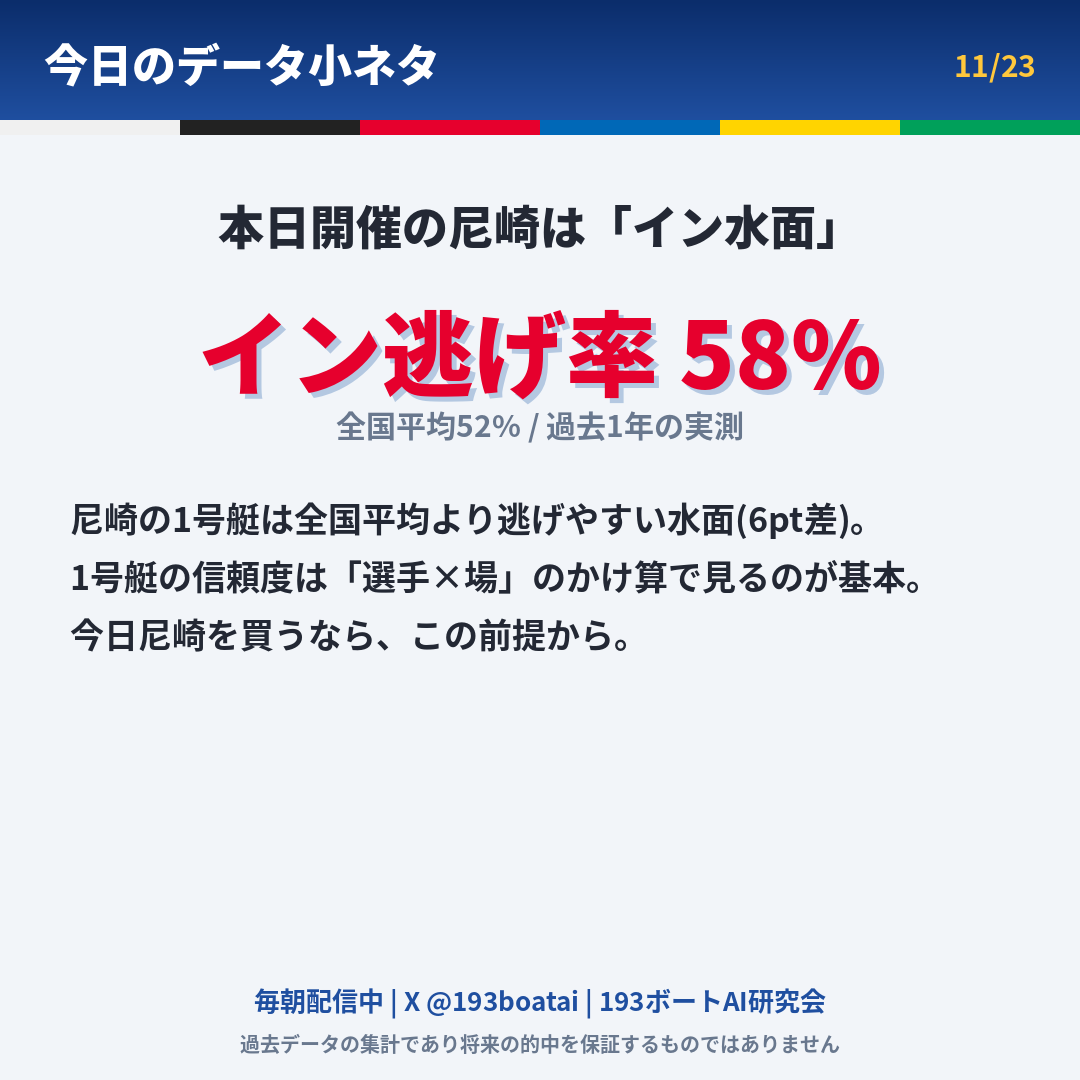 今日のデータ小ネタ
11/23
本日開催の尼崎は「イン水面」
イン逃げ率 58%
全国平均52% / 過去1年の実測
尼崎の1号艇は全国平均より逃げやすい水面(6pt差)。
1号艇の信頼度は「選手×場」のかけ算で見るのが基本。
今日尼崎を買うなら、この前提から。
毎朝配信中 | X @193boatai | 193ボートAI研究会
過去データの集計であり将来の的中を保証するものではありません